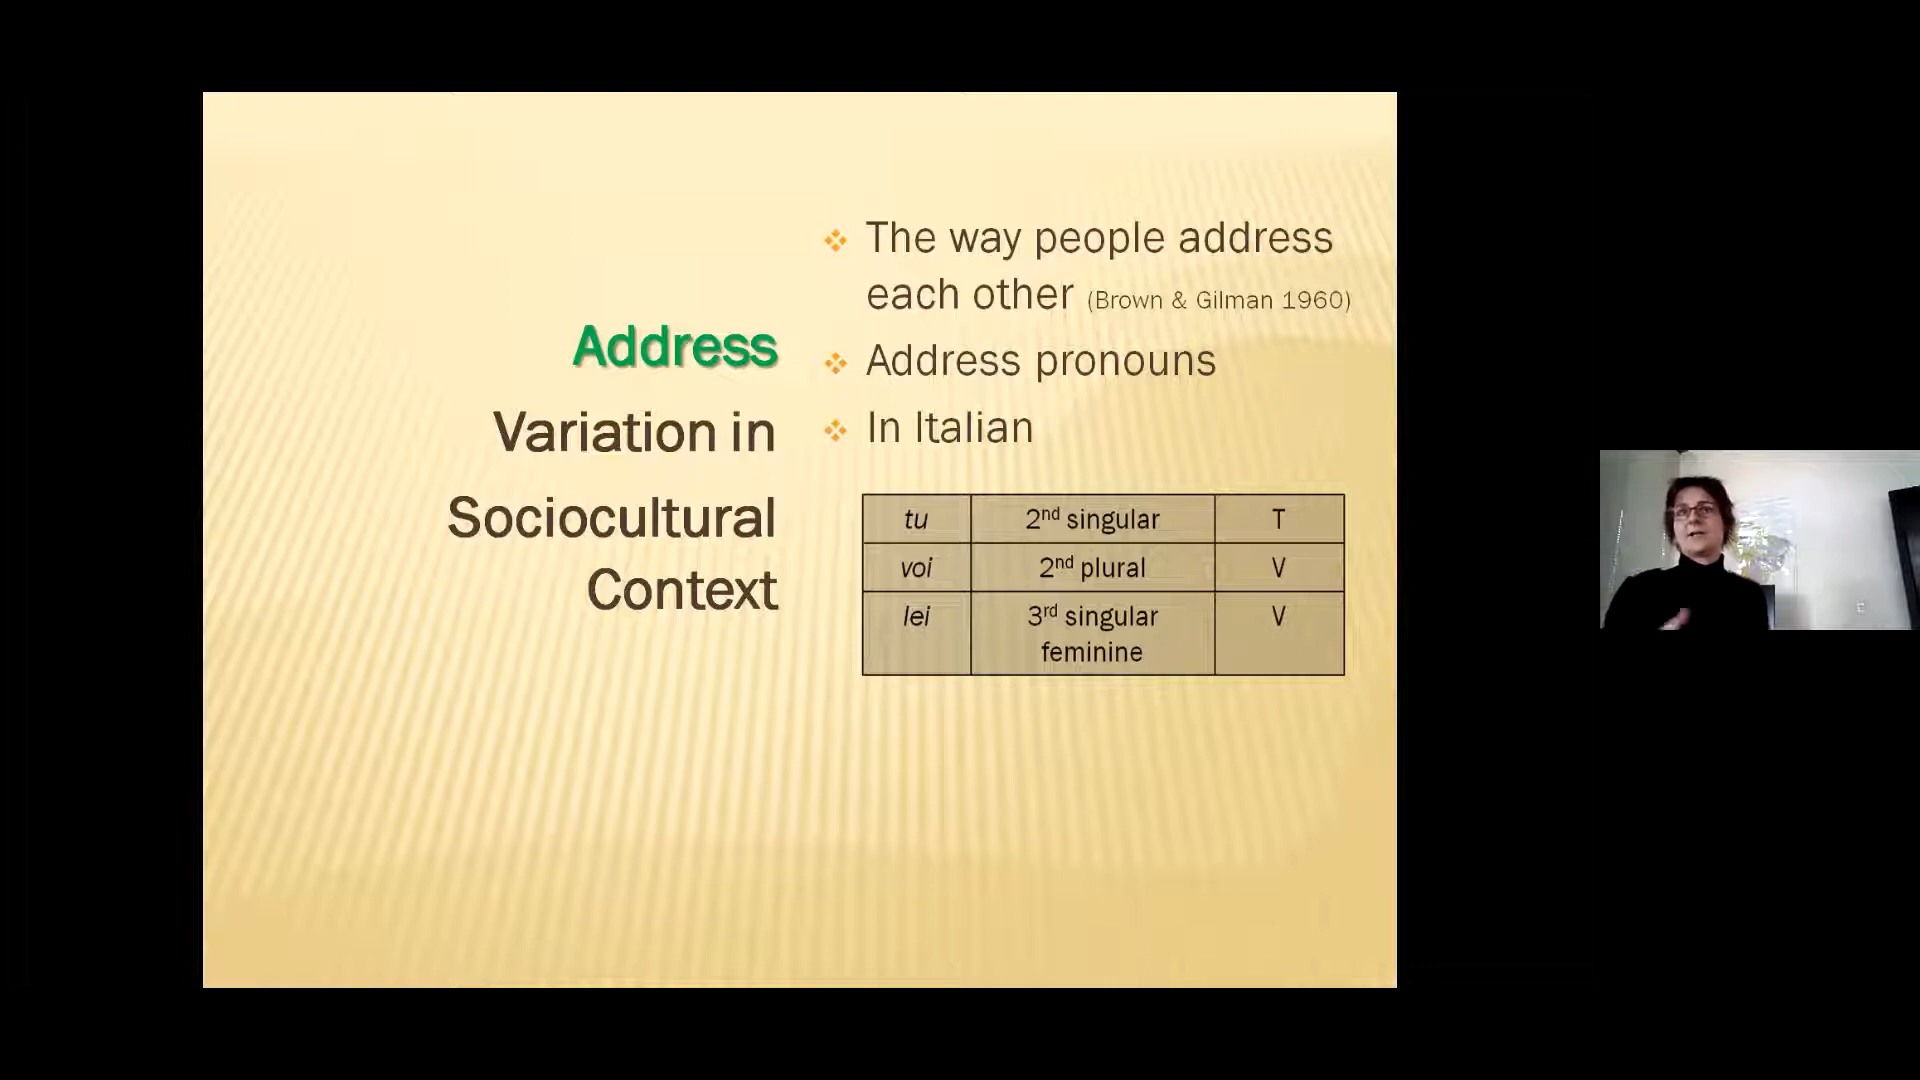 Address
Variation in
Sociocultural
Context
The way people address
each other (Brown & Gilman 1960)
Address pronouns
In Italian
tu 2nd singular T
voi 2nd plural V
lei 3rd singular V
feminine